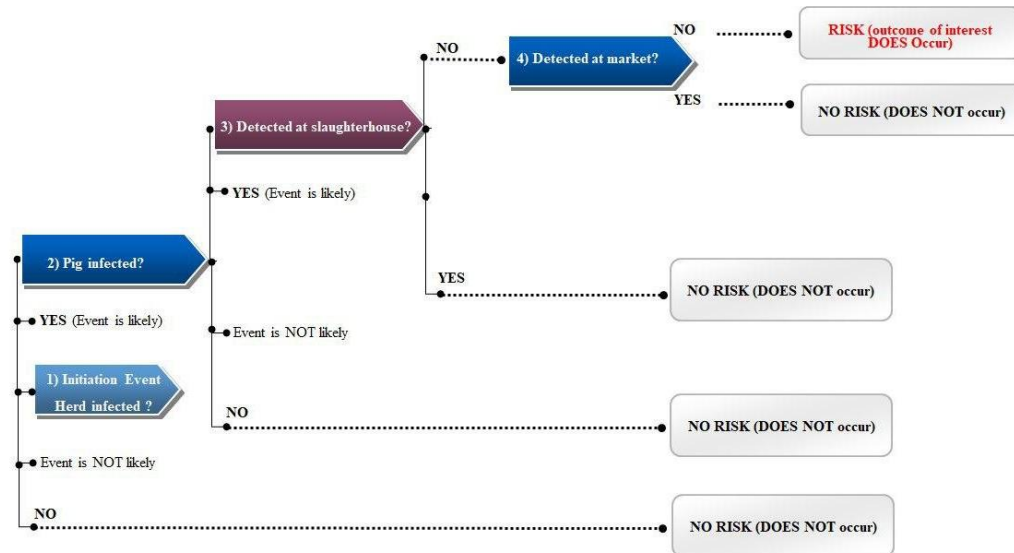 NO
RISK (outcome of interest
DOES Occur)
NO
4) Detected at market?
YES
NO RISK (DOES NOT occur)
3) Detected at slaughterhouse?
YES (Event is likely)
2) Pig infected?
YES
NO RISK (DOES NOT occur)
YES (Event is likely)
Event is NOT likely
1) Initiation Event
Herd infected ?
NO
NO RISK (DOES NOT occur)
Event is NOT likely
NO
NO RISK (DOES NOT occur)